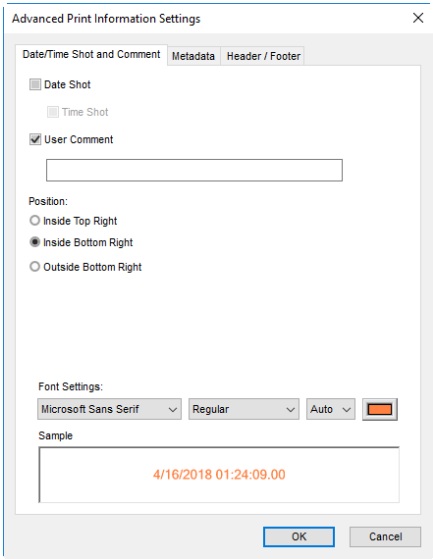 Advanced Print Information Settings
Date/Time Shot and Comment Metadata Header / Footer
Date Shot
Time Shot
User Comment
Position:
Inside Top Right
Inside Bottom Right
Outside Bottom Right
Font Settings:
Microsoft Sans Serif Regular Auto
Sample
4/16/2018 01:24:09.00
OK Cancel